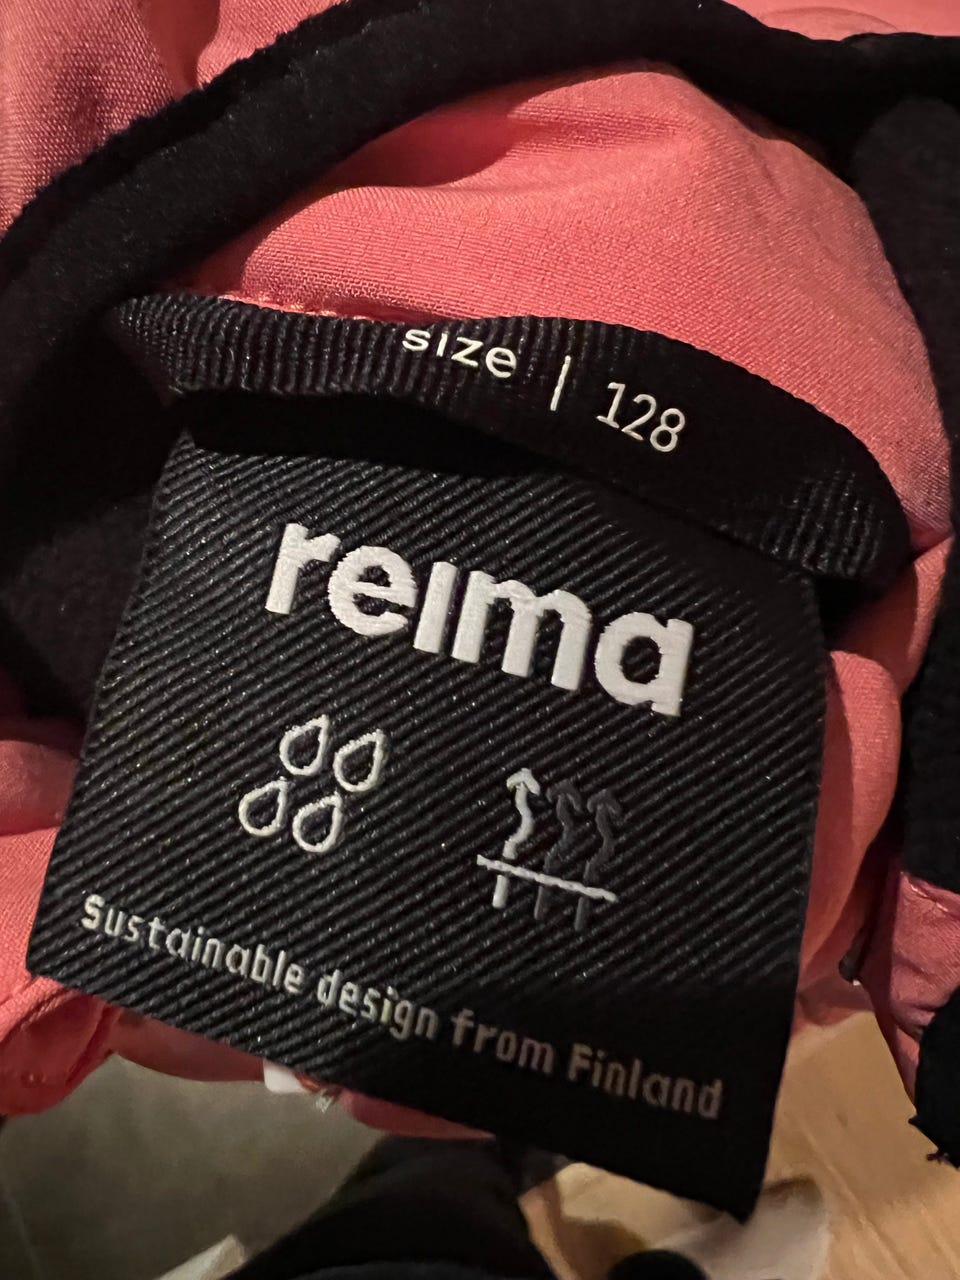 size | 128
reima
Sustainable design from Finland